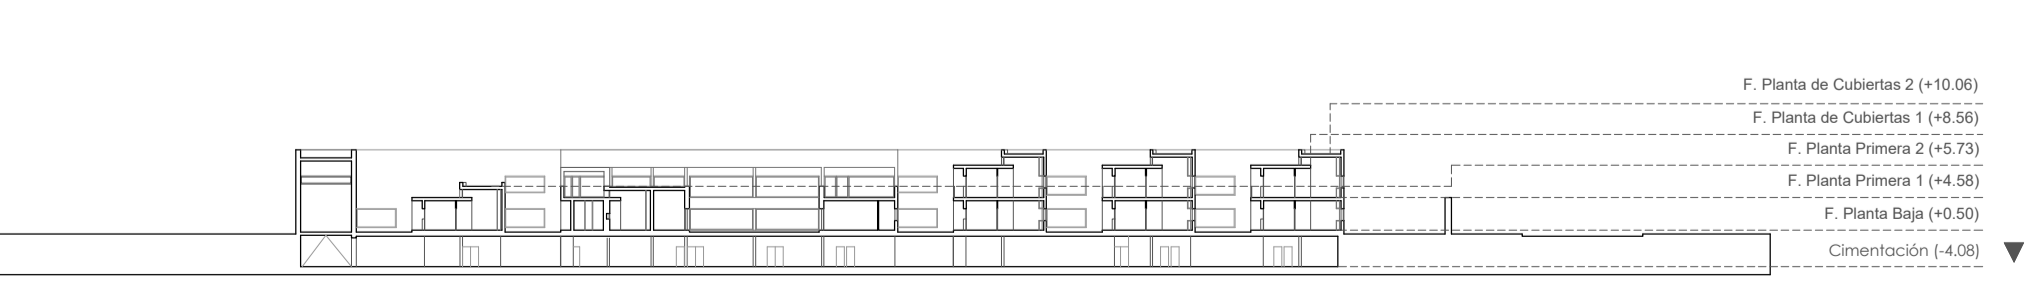 F. Planta de Cubiertas 2 (+10.06)
F. Planta de Cubiertas 1 (+8.56)
F. Planta Primera 2 (+5.73)
F. Planta Primera 1 (+4.58)
F. Planta Baja (+0.50)
Cimentación (-4.08)